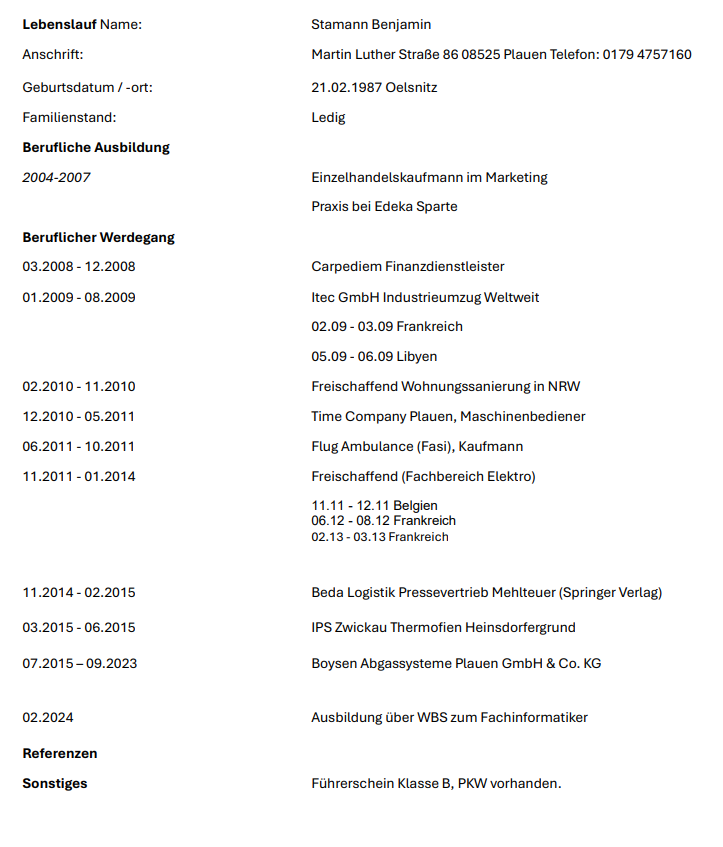 Lebenslauf Name: Stamann Benjamin
Anschrift: Martin Luther Straße 86 08525 Plauen Telefon: 0179 4757160
Geburtsdatum / -ort: 21.02.1987 Oelsnitz
Familienstand: Ledig
Berufliche Ausbildung
2004-2007 Einzelhandelskaufmann im Marketing
Praxis bei Edeka Sparte
Beruflicher Werdegang
03.2008 - 12.2008 Carpediem Finanzdienstleister
01.2009 - 08.2009 Itec GmbH Industrieumzug Weltweit
02.09 - 03.09 Frankreich
05.09 - 06.09 Libyen
02.2010 - 11.2010 Freischaffend Wohnungssanierung in NRW
12.2010 - 05.2011 Time Company Plauen, Maschinenbediener
06.2011 - 10.2011 Flug Ambulance (Fasi), Kaufmann
11.2011 - 01.2014 Freischaffend (Fachbereich Elektro)
11.11 - 12.11 Belgien
06.12 - 08.12 Frankreich
02.13 - 03.13 Frankreich
11.2014 - 02.2015 Beda Logistik Pressevertrieb Mehlteuer (Springer Verlag)
03.2015 - 06.2015 IPS Zwickau Thermofien Heinsdorfergrund
07.2015 – 09.2023 Boysen Abgassysteme Plauen GmbH & Co. KG
02.2024 Ausbildung über WBS zum Fachinformatiker
Referenzen
Sonstiges Führerschein Klasse B, PKW vorhanden.